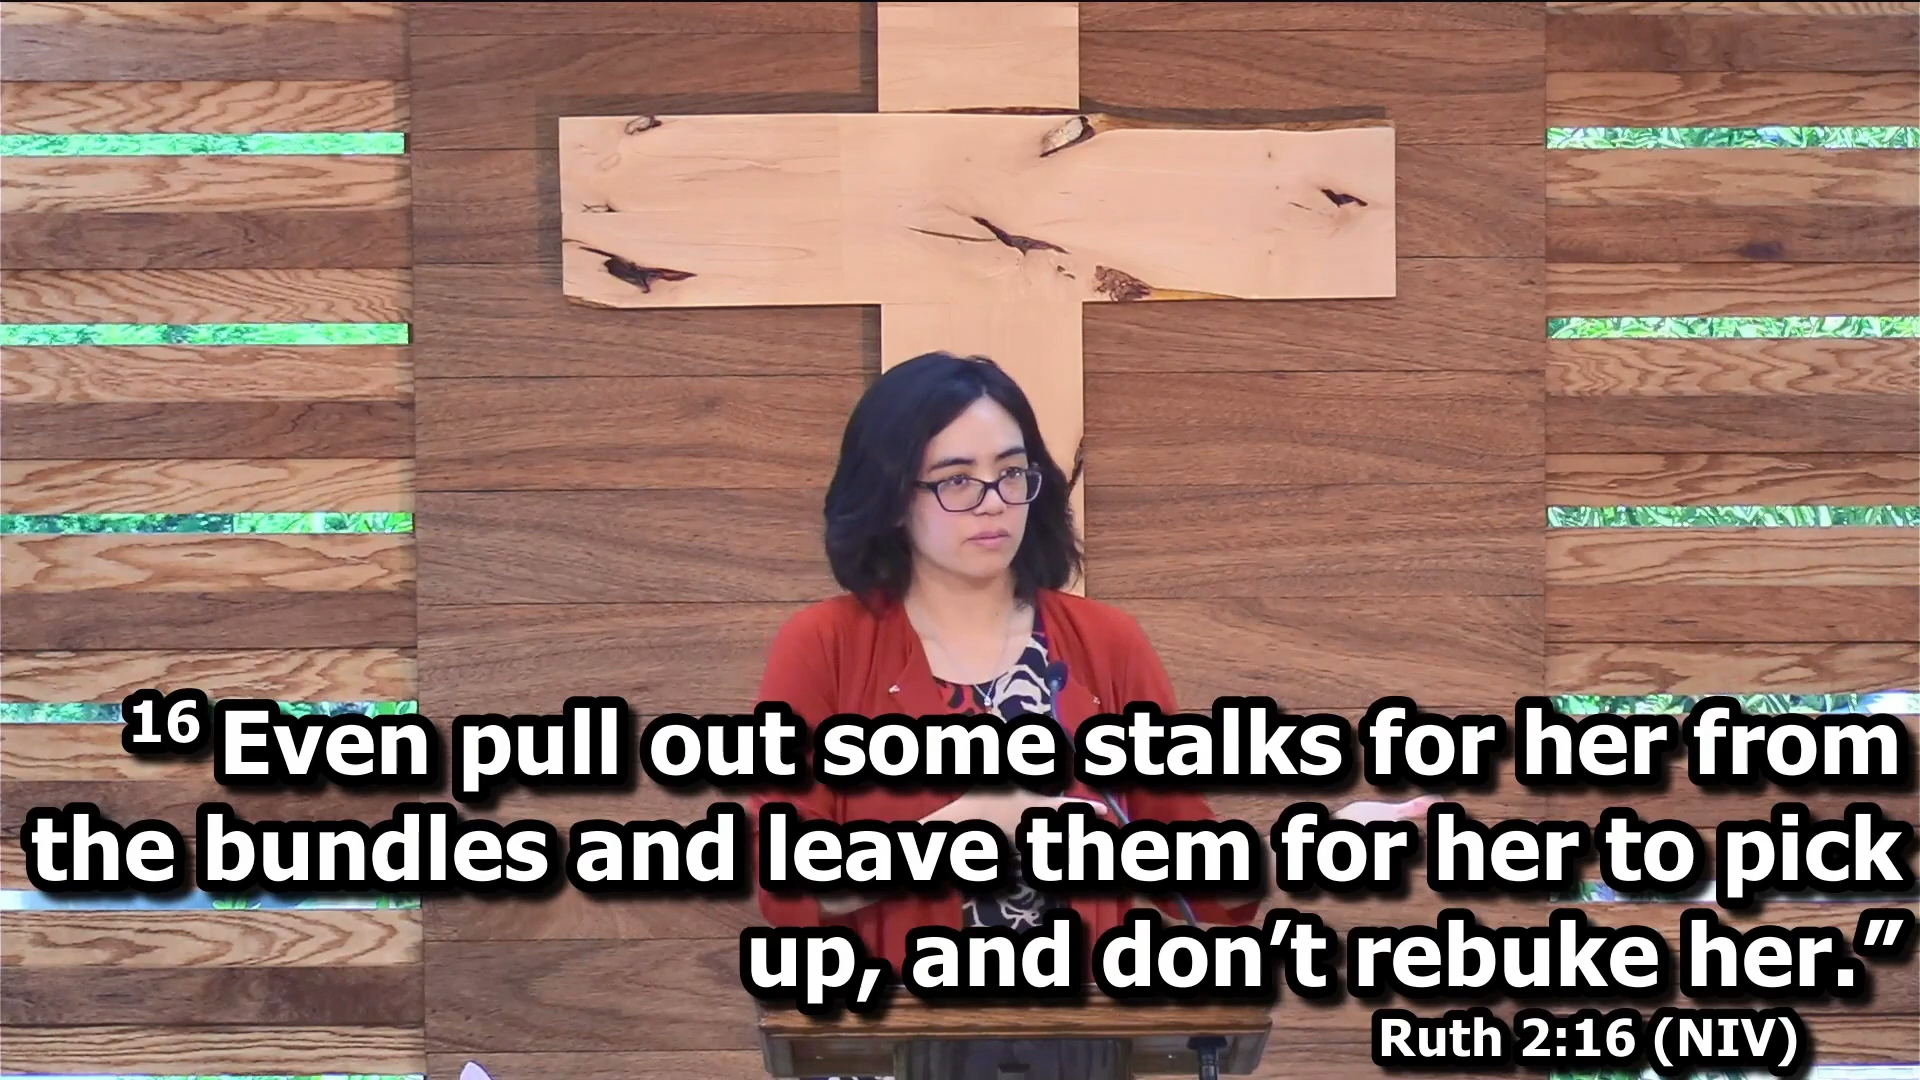 16 Even pull out some stalks for her from
the bundles and leave them for her to pick
up, and don’t rebuke her.”
Ruth 2:16 (NIV)